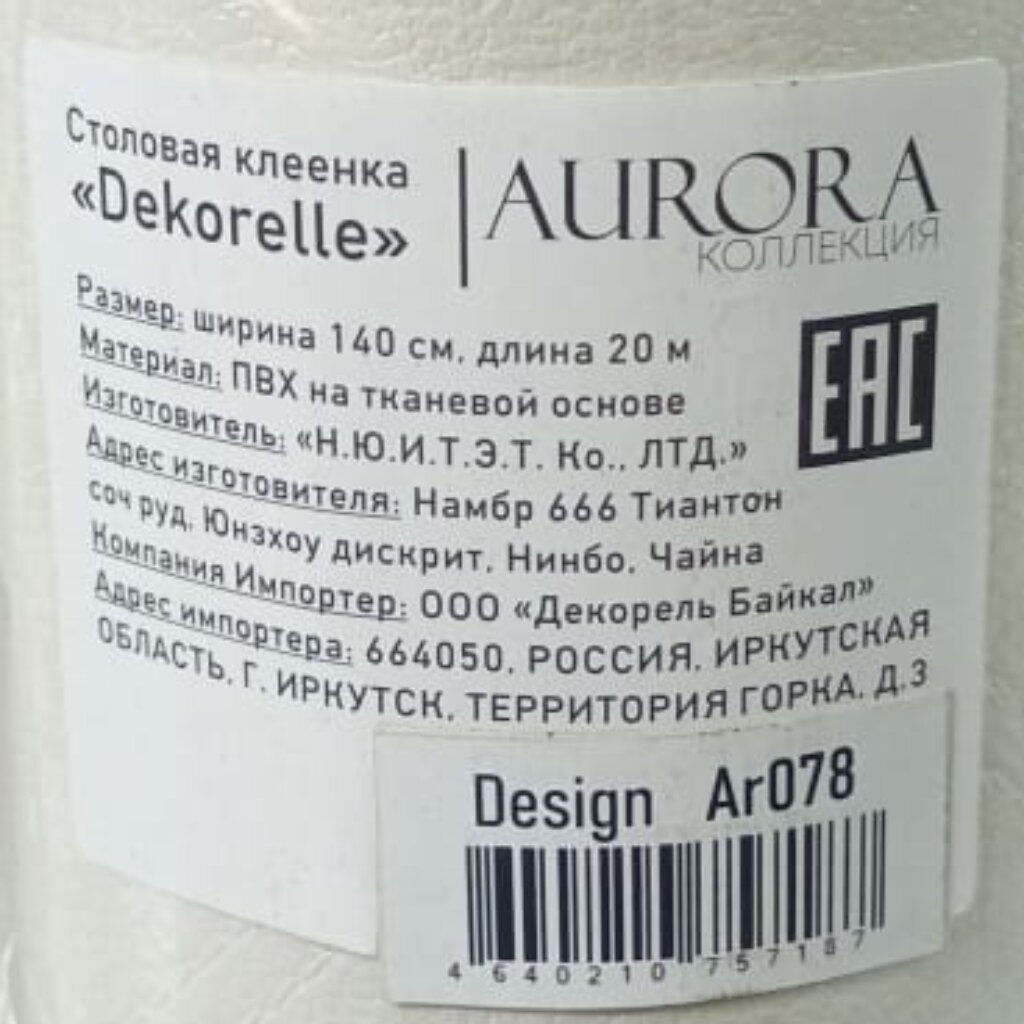 Столовая клеенка
«Dekorelle»
AURORA
КОЛЛЕКЦИЯ
EAC
Размер: ширина 140 см, длина 20 м
Материал: ПВХ на тканевой основе
Изготовитель: «Н.Ю.И.Т.Э.Т. Ко., ЛТД.»
Адрес изготовителя: Намбр 666 Тиантон
соч руд, Юнзхоу дискрит, Нинбо, Чайна
Компания Импортер: ООО «Декорель Байкал»
Адрес импортера: 664050, РОССИЯ, ИРКУТСКАЯ
ОБЛАСТЬ, Г. ИРКУТСК, ТЕРРИТОРИЯ ГОРКА, Д.3
Design Ar078
4 640210 757187